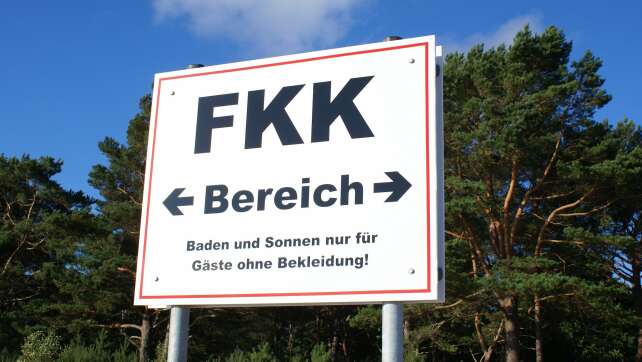 FKK
← Bereich →
Baden und Sonnen nur für
Gäste ohne Bekleidung!